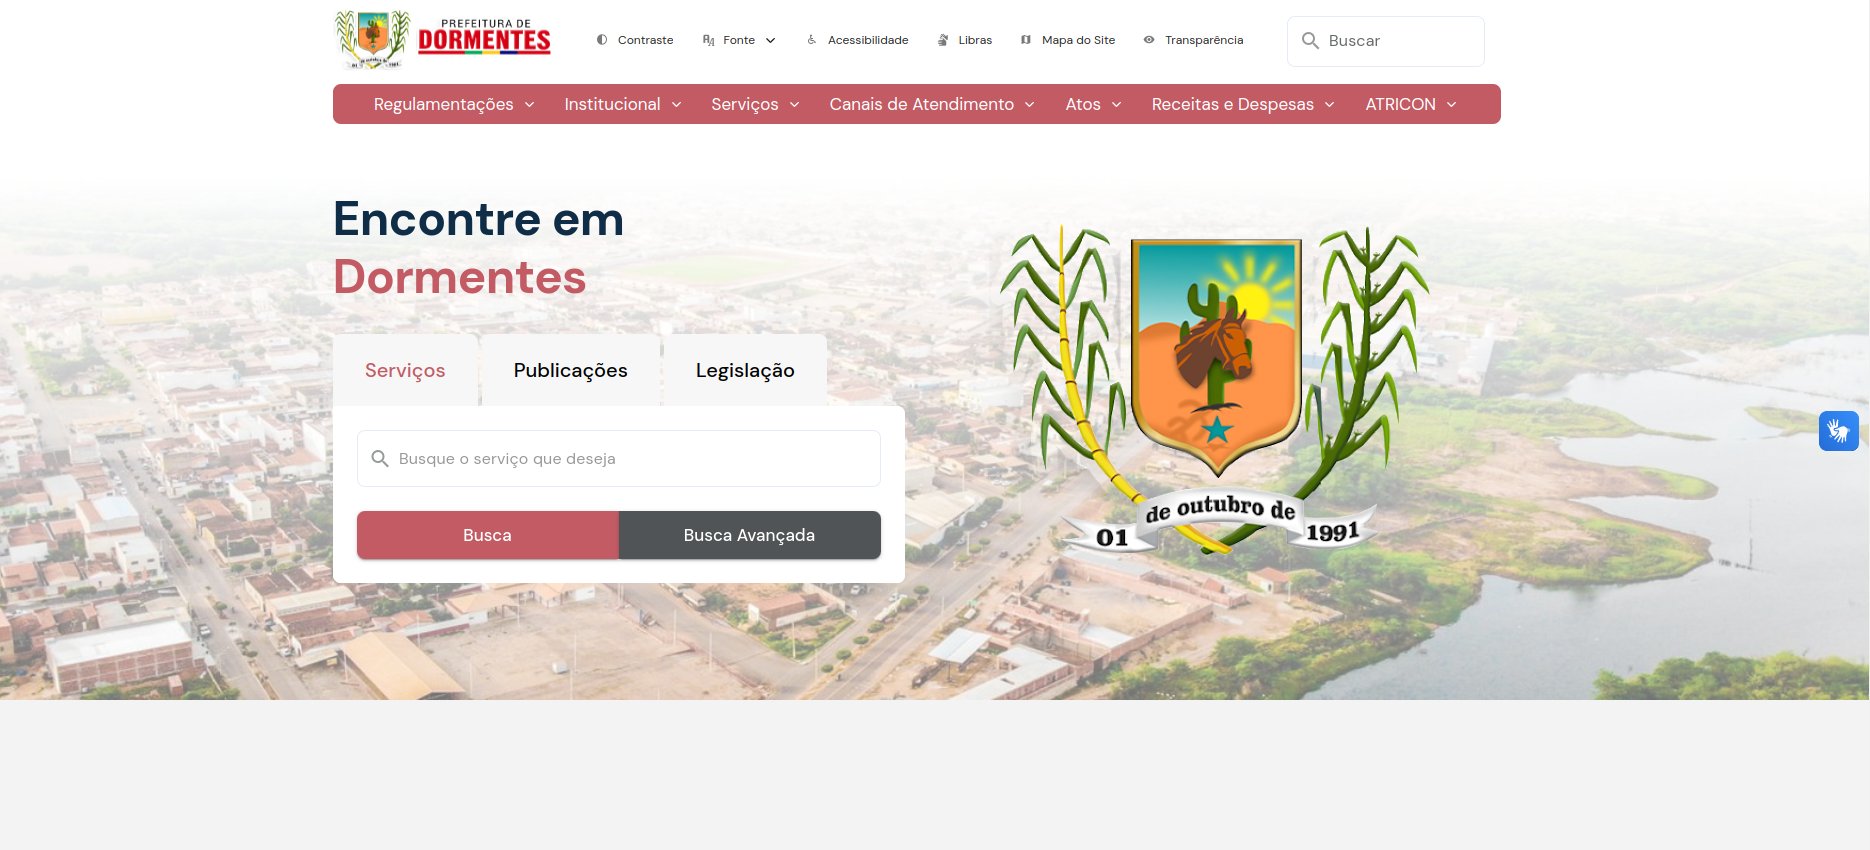 PREFEITURA DE
DORMENTES
Contraste
Fonte
Acessibilidade
Libras
Mapa do Site
Transparência
Buscar
Regulamentações
Institucional
Serviços
Canais de Atendimento
Atos
Receitas e Despesas
ATRICON
Encontre em
Dormentes
Serviços
Publicações
Legislação
Busque o serviço que deseja
Busca
Busca Avançada
01 de outubro de 1991